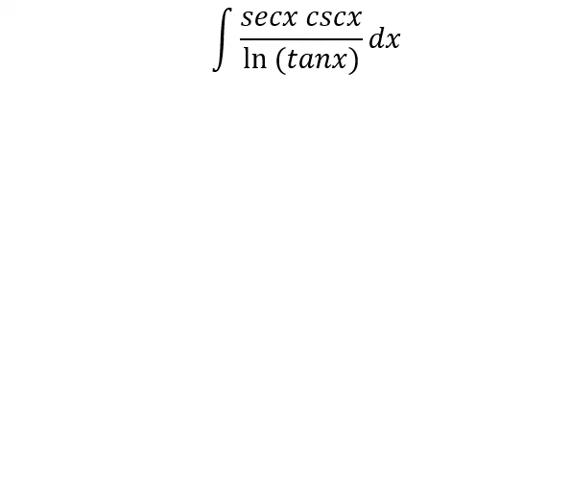 ∫ secx cscx / ln (tanx) dx